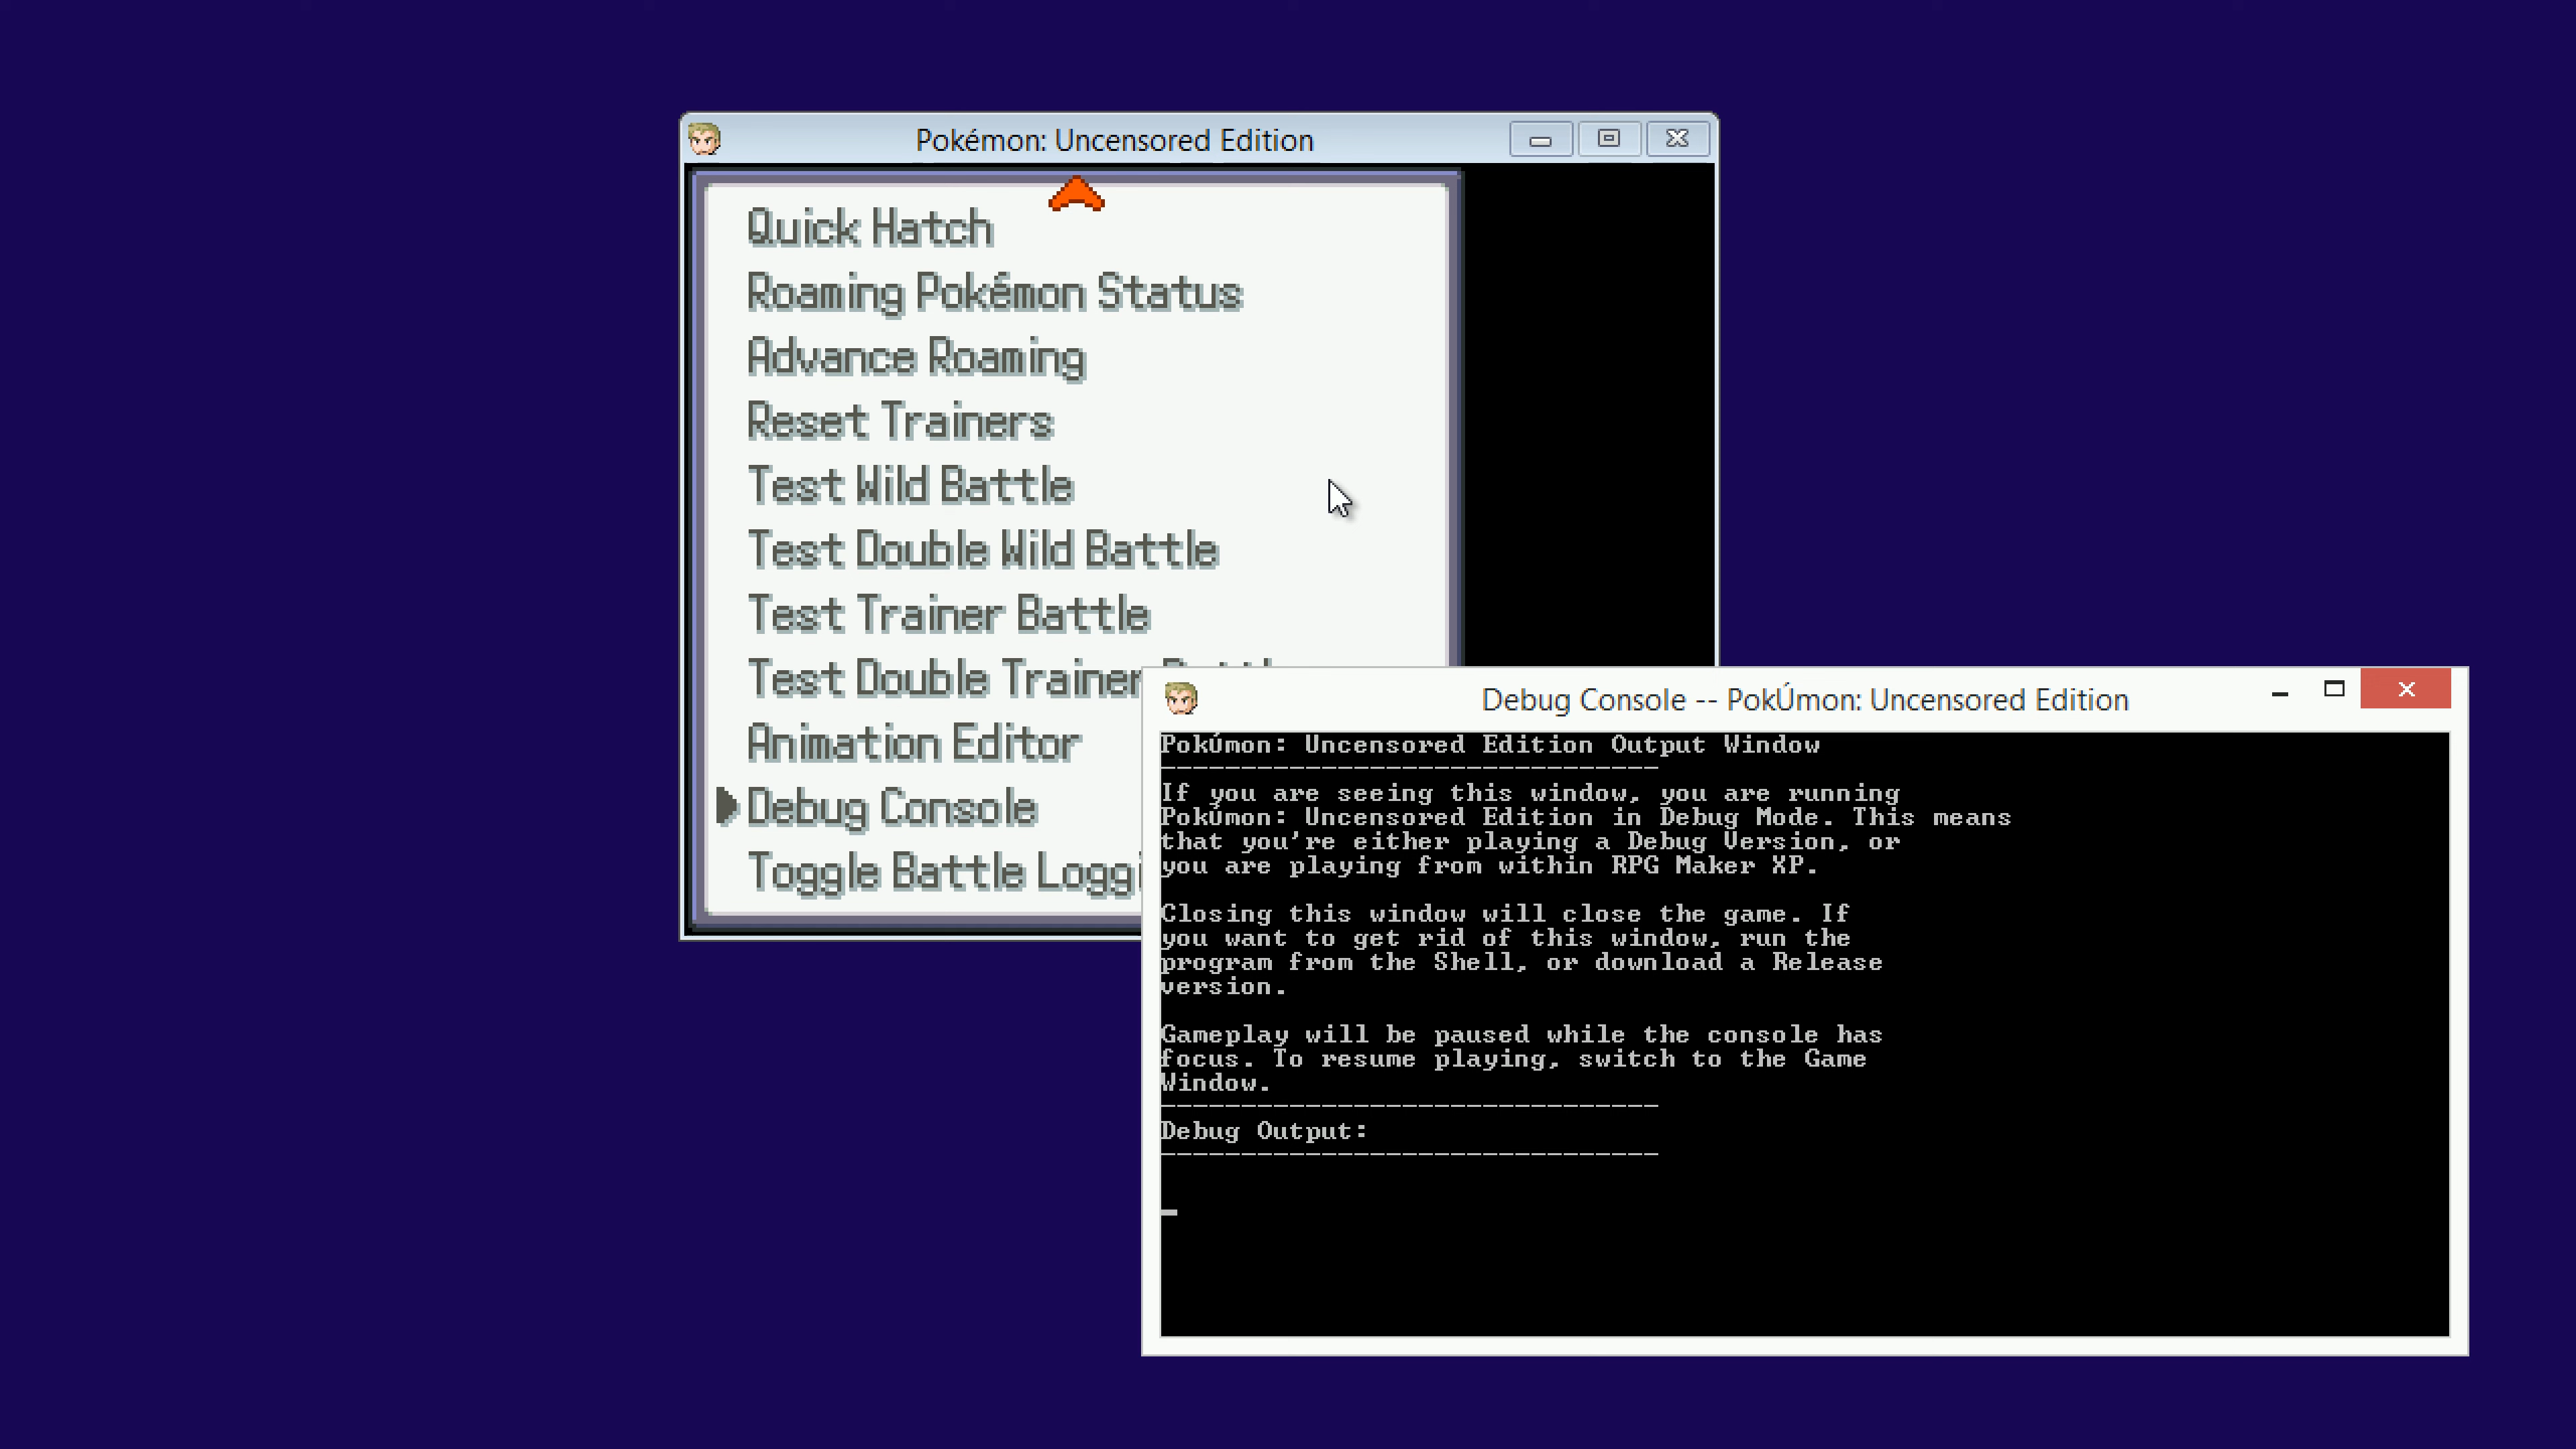 Pokémon: Uncensored Edition
Quick Hatch
Roaming Pokémon Status
Advance Roaming
Reset Trainers
Test Wild Battle
Test Double Wild Battle
Test Trainer Battle
Test Double Trainer
Animation Editor
Debug Console
Toggle Battle Loggi
Debug Console -- PokÚmon: Uncensored Edition
PokÚmon: Uncensored Edition Output Window
-------------------------------
If you are seeing this window, you are running
PokÚmon: Uncensored Edition in Debug Mode. This means
that you're either playing a Debug Version, or
you are playing from within RPG Maker XP.
Closing this window will close the game. If
you want to get rid of this window, run the
program from the Shell, or download a Release
version.
Gameplay will be paused while the console has
focus. To resume playing, switch to the Game
Window.
-------------------------------
Debug Output:
-------------------------------